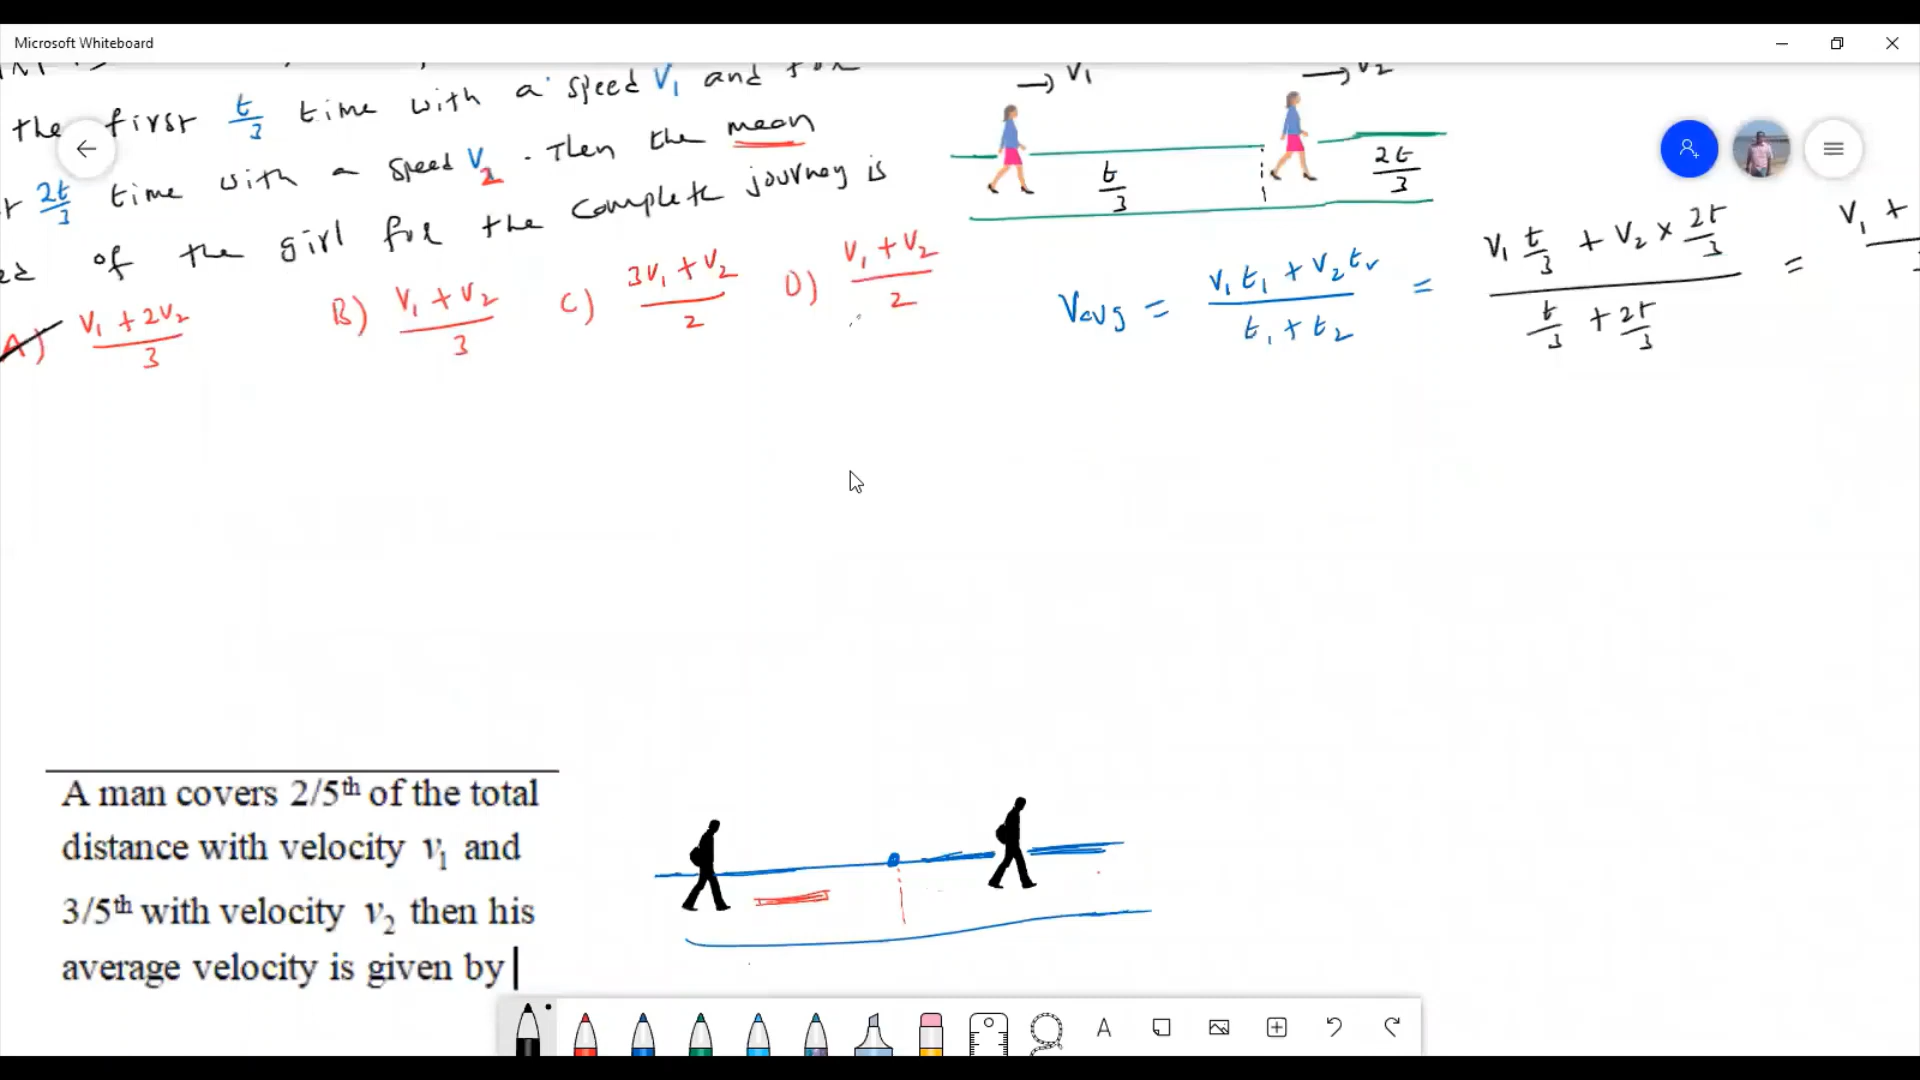 Microsoft Whiteboard
the first t/3 time with a speed V₁ and for
2t/3 time with a speed V₂ . Then the mean
of the girl for the complete journey is
A) V₁ + 2V₂ / 3 B) V₁ + V₂ / 3 C) 3V₁ + V₂ / 2 D) V₁ + V₂ / 2
→ V₁ → V₂
t/3 2t/3
Vavg = V₁t₁ + V₂t₂ / t₁ + t₂ = V₁ t/3 + V₂ × 2t/3 / t/3 + 2t/3 = V₁ +
A man covers 2/5th of the total
distance with velocity v₁ and
3/5th with velocity v₂ then his
average velocity is given by
A